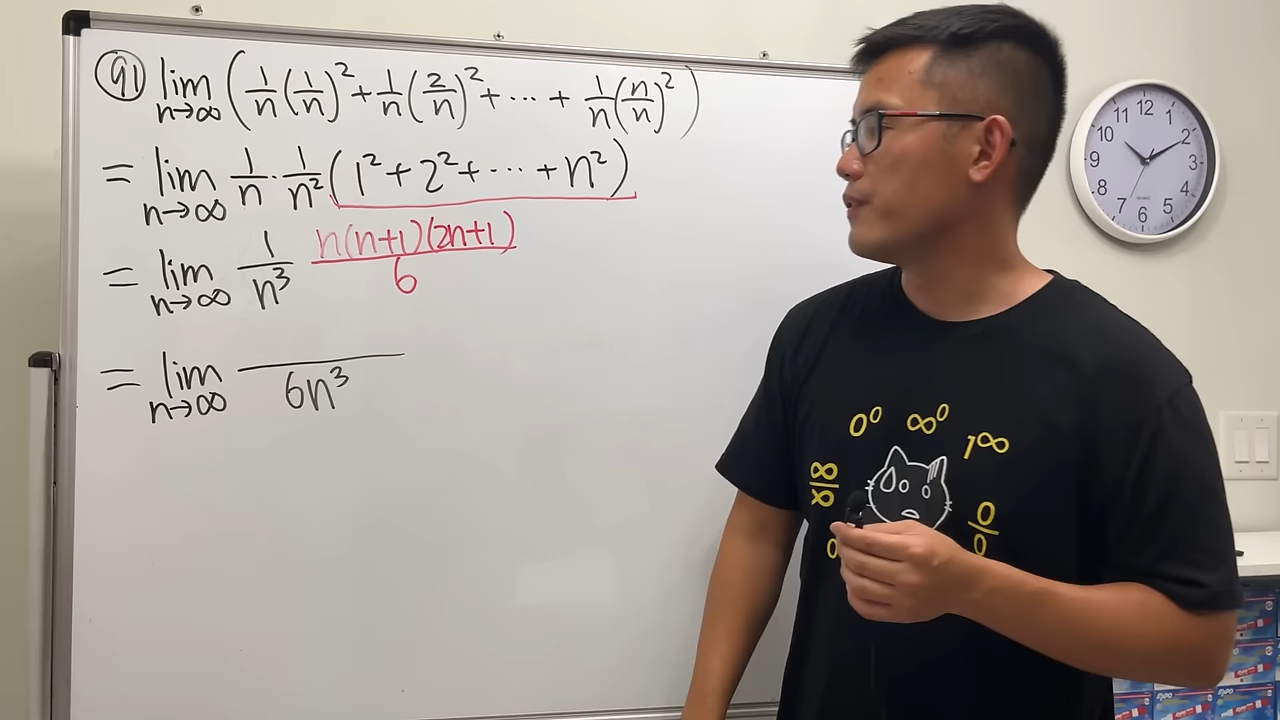 91 lim n→∞ (1/n (1/n)² + 1/n (2/n)² + ⋯ + 1/n (n/n)²)
= lim n→∞ 1/n · 1/n² (1² + 2² + ⋯ + n²)
= lim n→∞ 1/n³ n(n+1)(2n+1)/6
= lim n→∞ /6n³
0⁰ ∞⁰ 1^∞
∞/∞ 0/0
0
12 1 2 3 4 5 6 7 8 9 10 11
EXPO